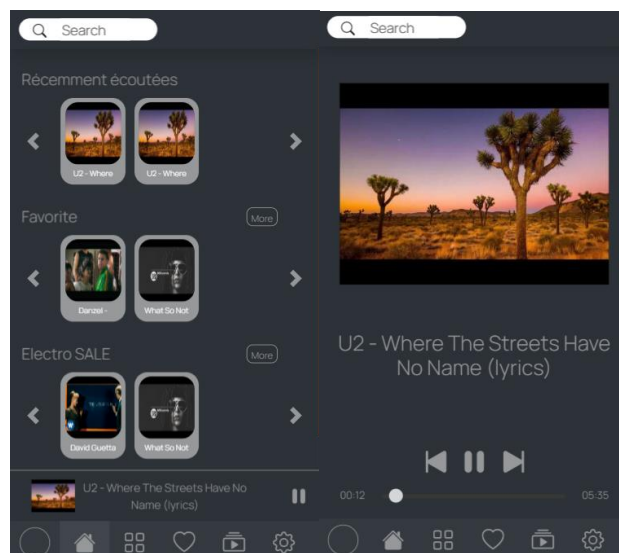 Search
Récemment écoutées
U2 - Where
U2 - Where
Favorite
More
Danzel -
What So Not
Electro SALE
More
David Guetta
What So Not
U2 - Where The Streets Have No
Name (lyrics)
Search
U2 - Where The Streets Have
No Name (lyrics)
00:12
05:35